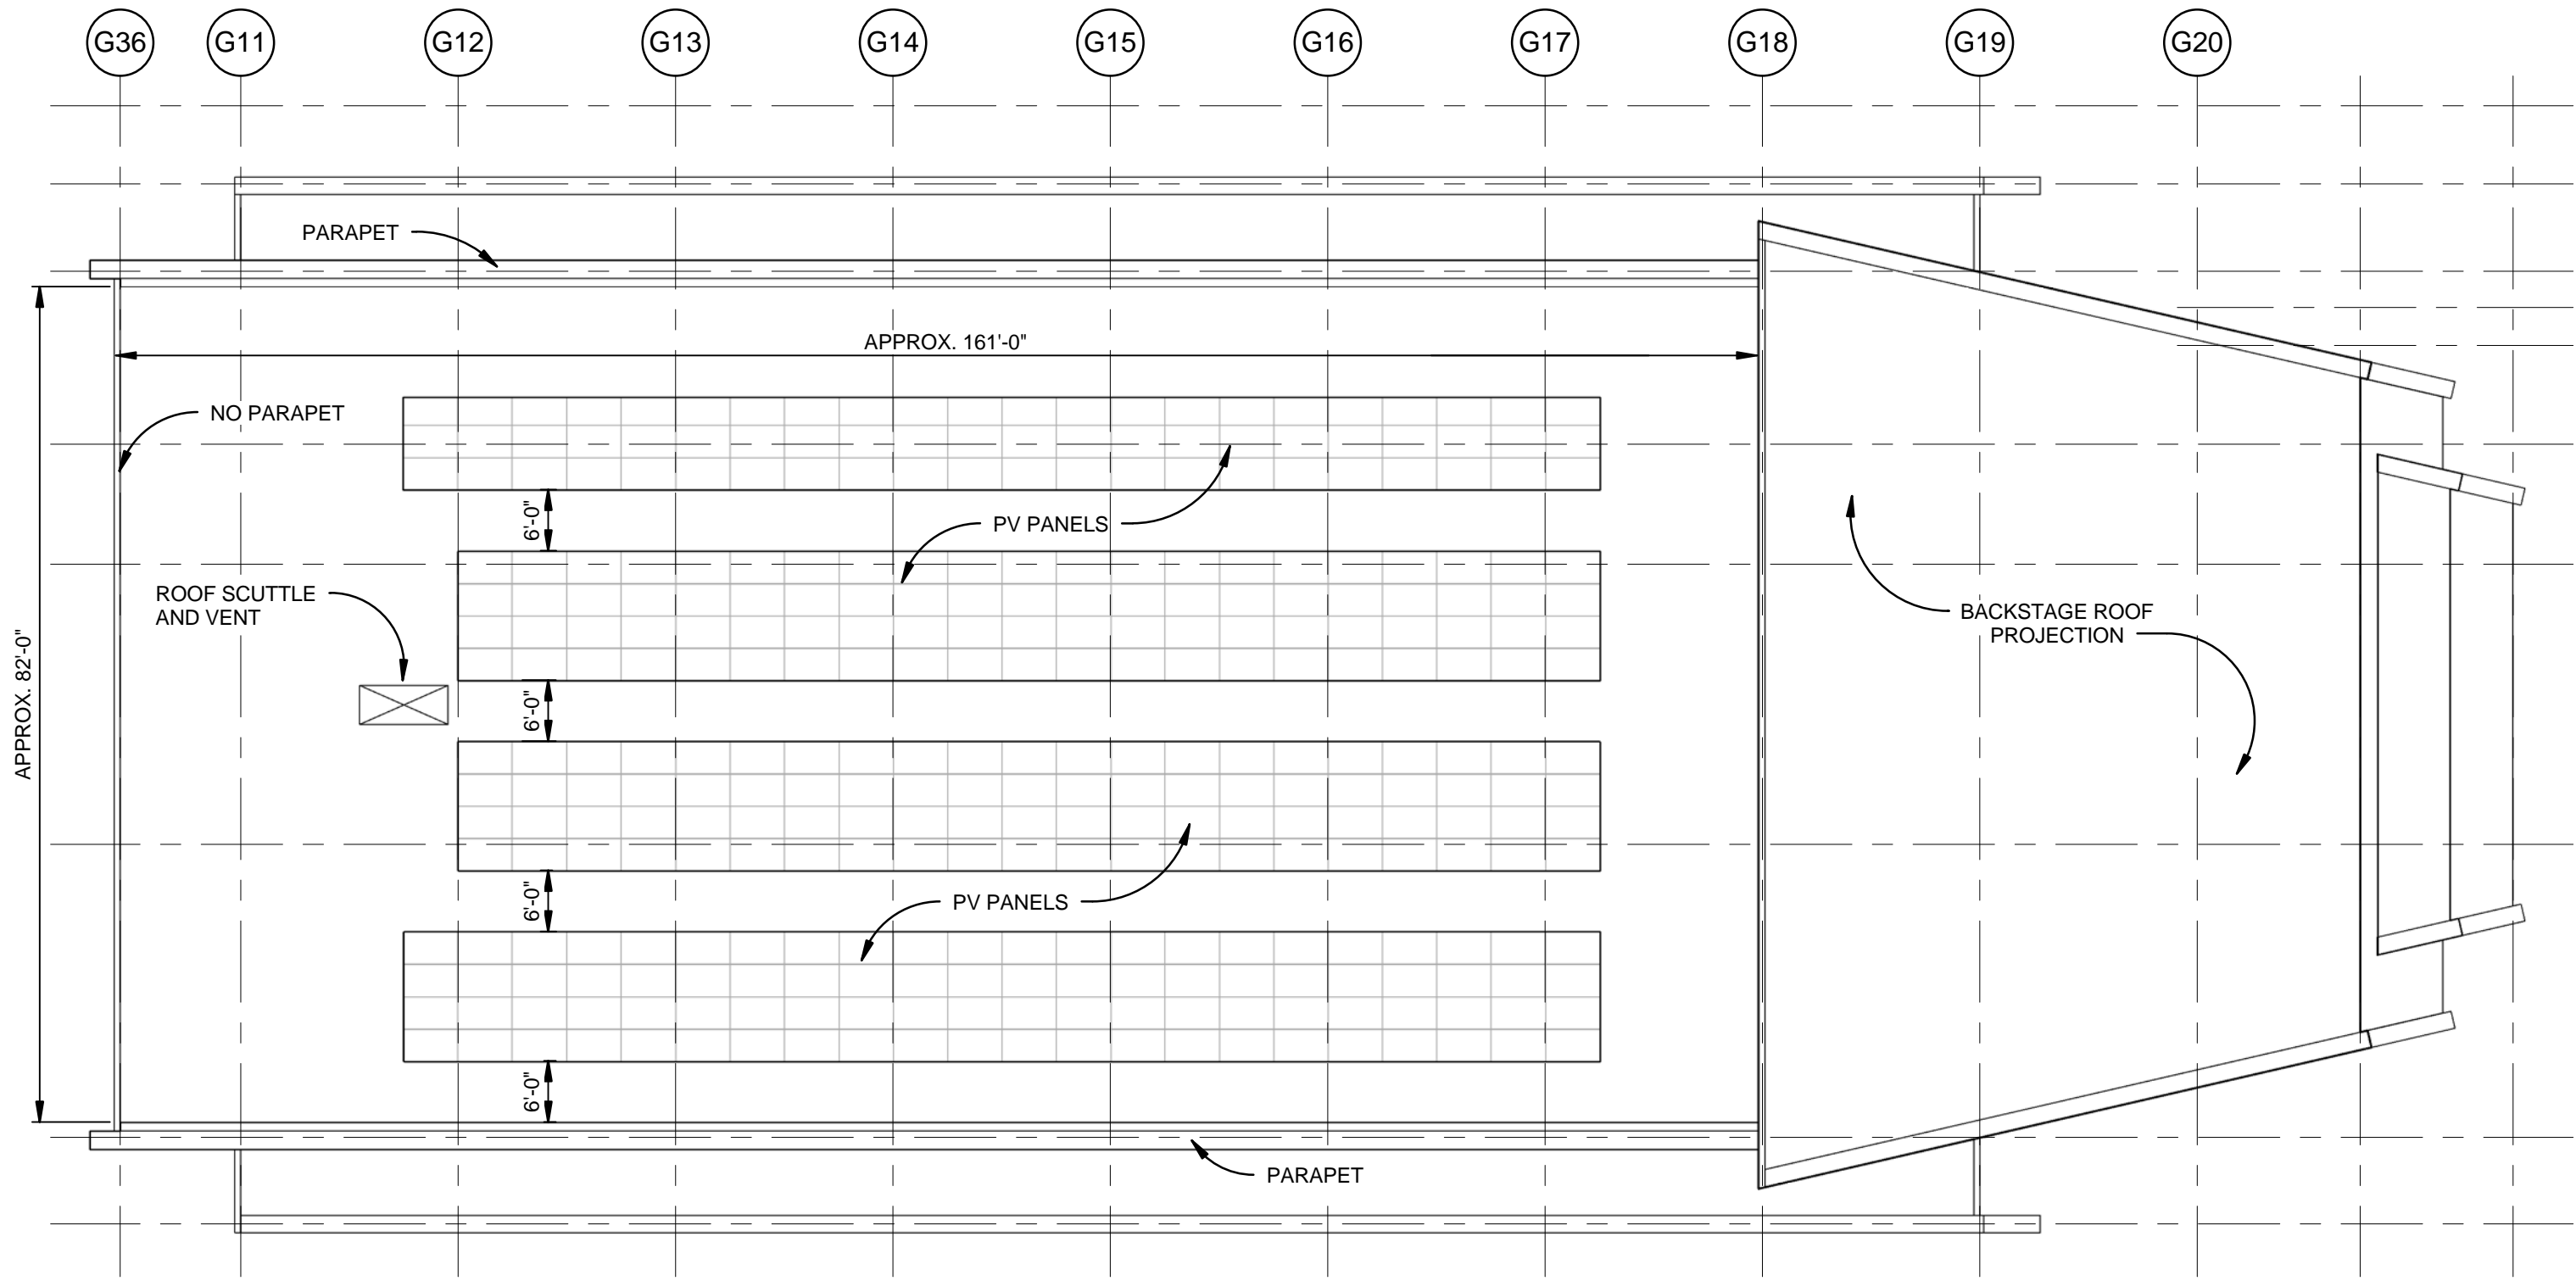 G36 G11 G12 G13 G14 G15 G16 G17 G18 G19 G20
PARAPET
APPROX. 161'-0"
NO PARAPET
6'-0"
PV PANELS
ROOF SCUTTLE
AND VENT
BACKSTAGE ROOF
PROJECTION
APPROX. 82'-0"
6'-0"
6'-0"
PV PANELS
6'-0"
PARAPET